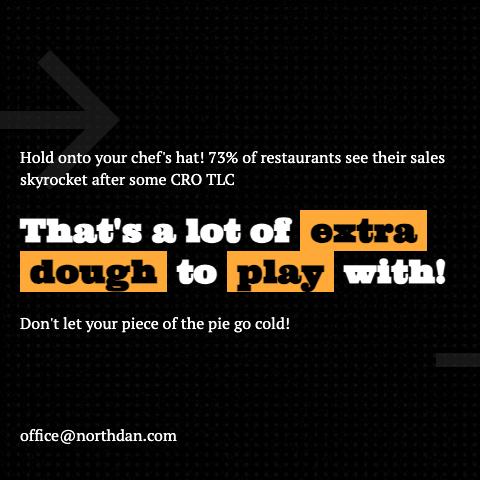 Hold onto your chef's hat! 73% of restaurants see their sales
skyrocket after some CRO TLC
That's a lot of extra
dough to play with!
Don't let your piece of the pie go cold!
office@northdan.com